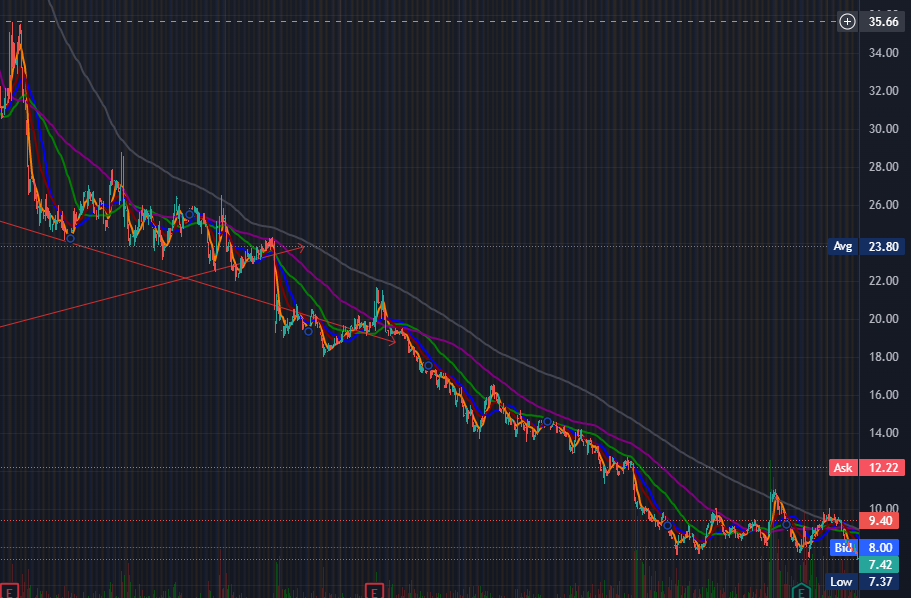 35.66
34.00
32.00
30.00
28.00
26.00
Avg 23.80
22.00
20.00
18.00
16.00
14.00
Ask 12.22
10.00
9.40
Bid 8.00
7.42
Low 7.37
E
E
E